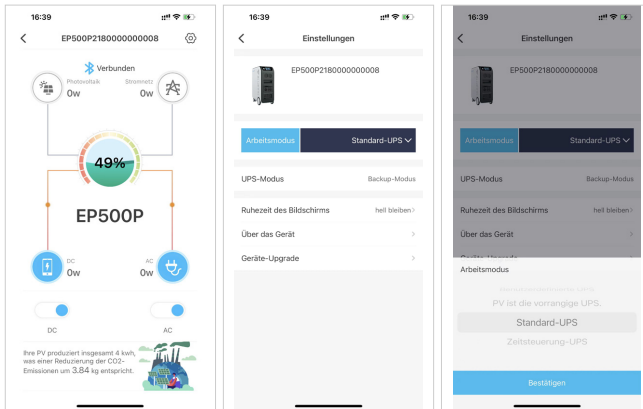 16:39
EP500P2180000000008
Verbunden
Photovoltaik
0w
Stromnetz
0w
49%
EP500P
DC
0w
AC
0w
DC
AC
Ihre PV produziert insgesamt 4 kwh,
was einer Reduzierung der CO2-
Emissionen um 3.84 kg entspricht.
16:39
Einstellungen
EP500P2180000000008
Arbeitsmodus
Standard-UPS
UPS-Modus
Backup-Modus
Ruhezeit des Bildschirms
hell bleiben
Über das Gerät
Geräte-Upgrade
16:39
Einstellungen
EP500P2180000000008
Arbeitsmodus
Standard-UPS
UPS-Modus
Backup-Modus
Ruhezeit des Bildschirms
hell bleiben
Über das Gerät
Geräte-Upgrade
Arbeitsmodus
PV ist die vorrangige UPS.
Standard-UPS
Zeitsteuerung-UPS
Bestätigen